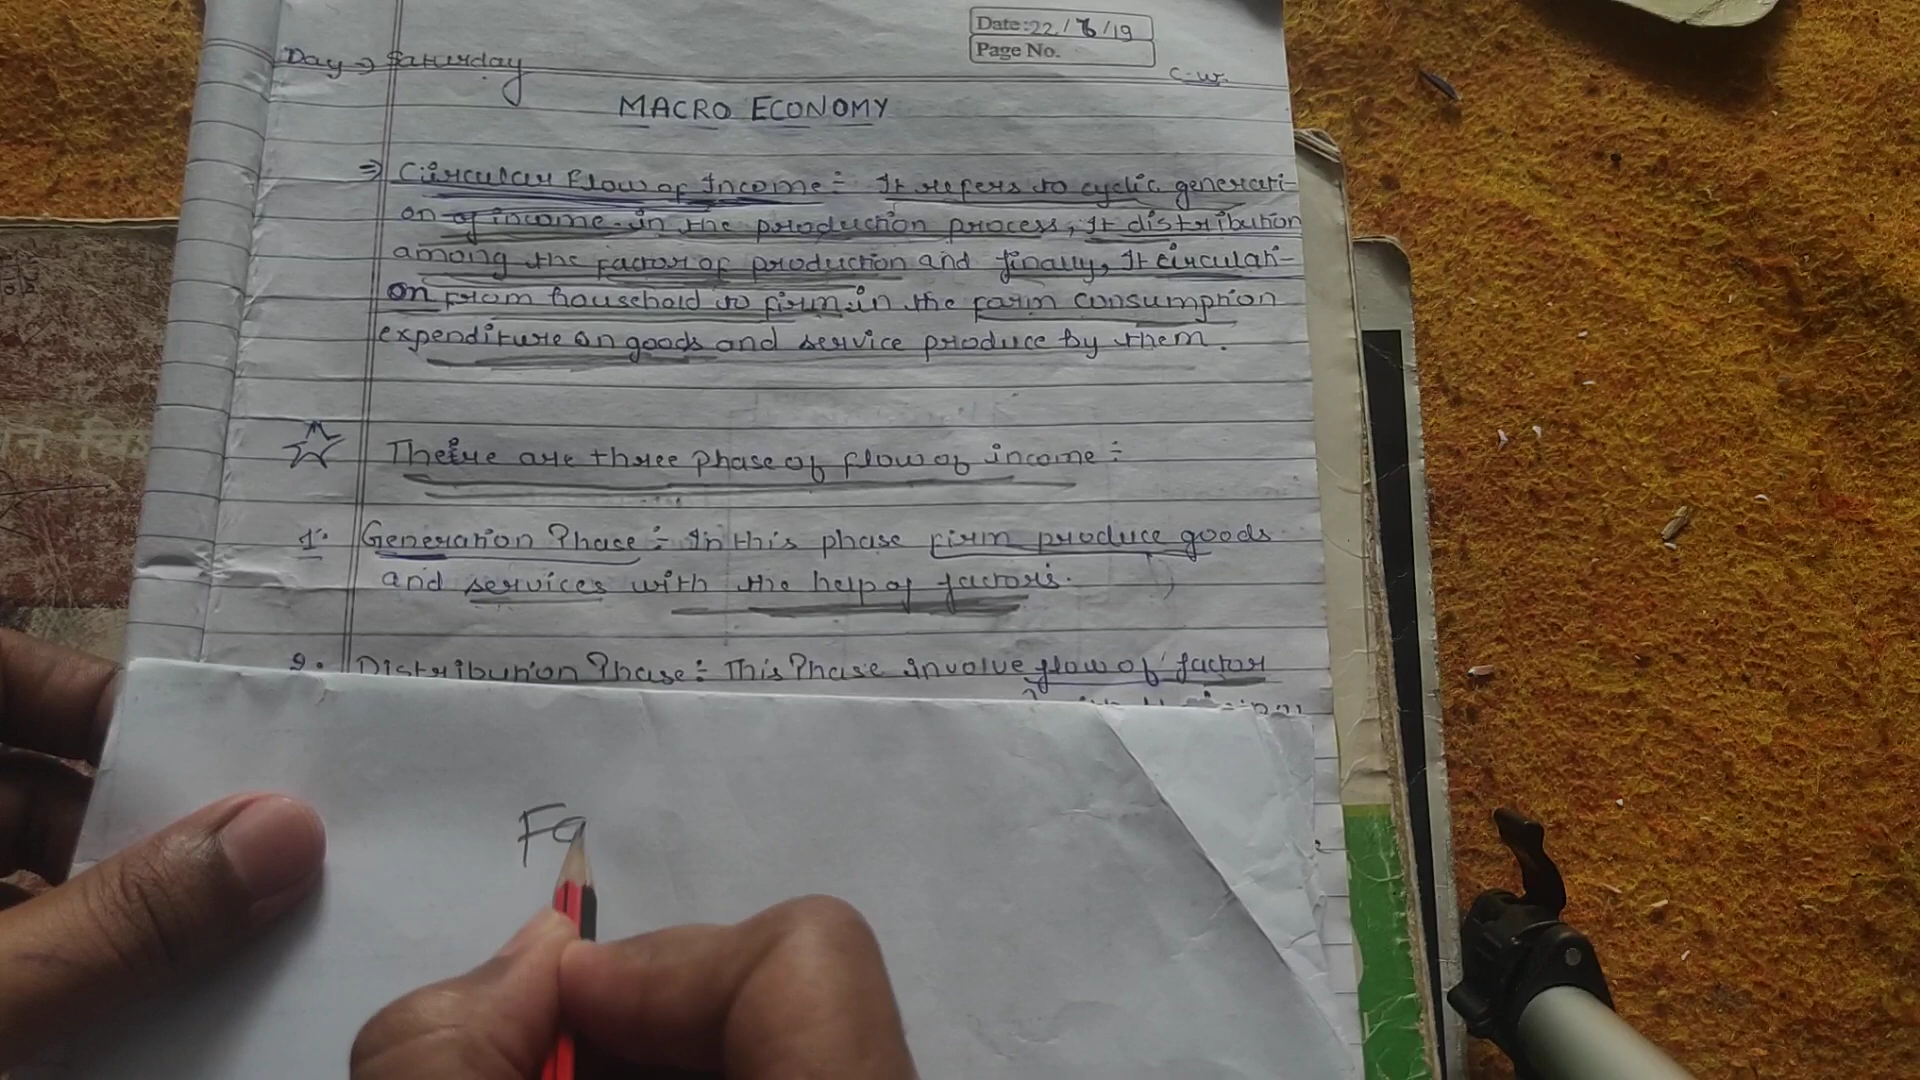 Date: 22/6/19
Page No.
Day → Saturday
C.W.
MACRO ECONOMY
⇒ Circular Flow of Income :- It refers to cyclic generati-
on of income in the production process, It distribution
among the factor of production and finally, It circulati-
on from household to firm in the form consumption
expenditure on goods and service produce by them.
There are three phase of flow of income :-
1. Generation Phase :- In this phase firm produce goods
and services with the help of factors.
2. Distribution Phase :- This Phase involve flow of factor
Fa